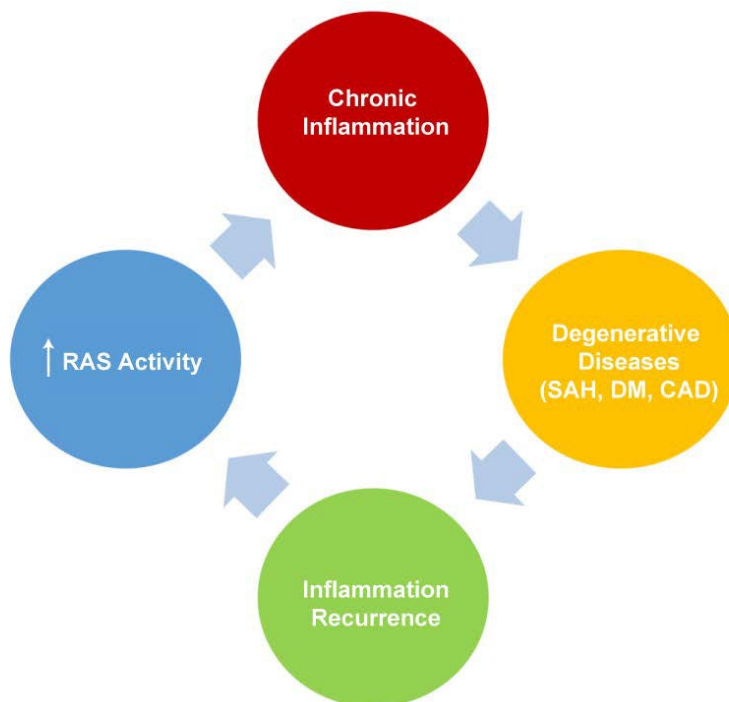 Chronic
Inflammation
Degenerative
Diseases
(SAH, DM, CAD)
↑ RAS Activity
Inflammation
Recurrence